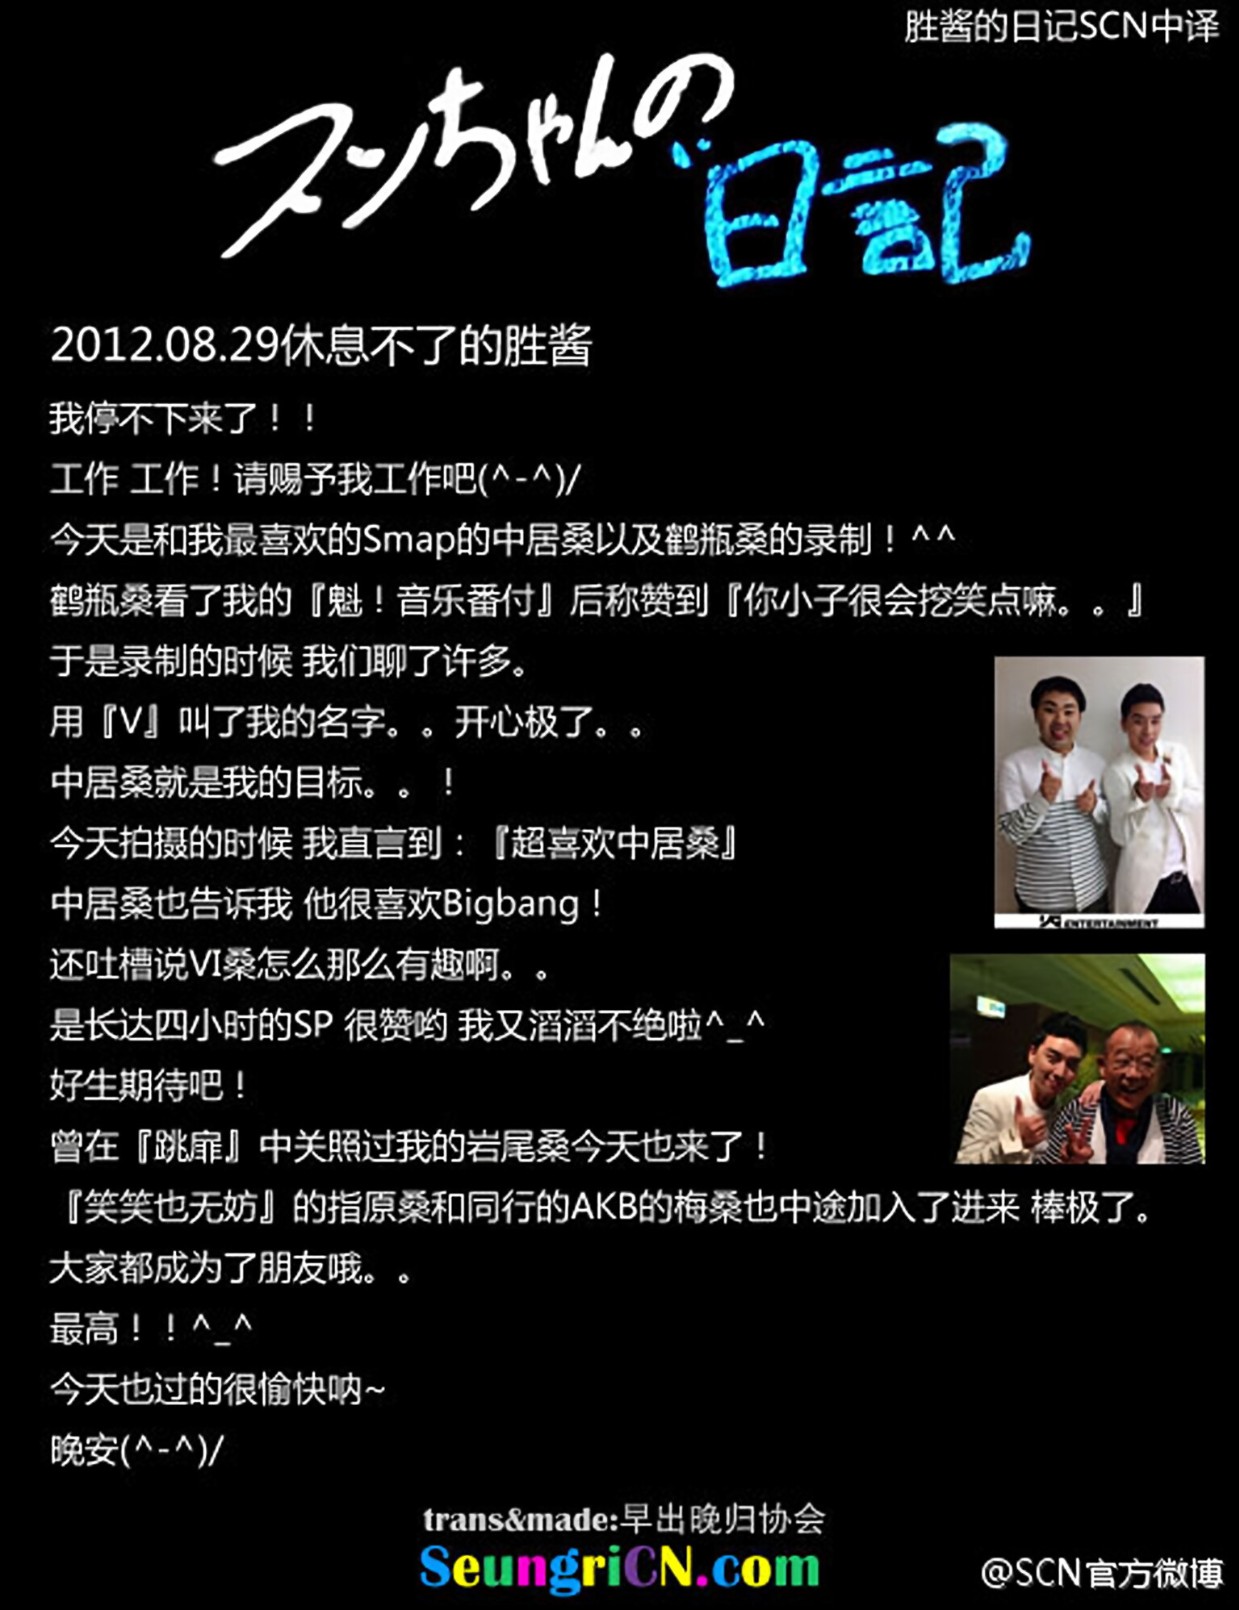 胜酱的日记SCN中译
スンちゃんの
日記
2012.08.29休息不了的胜酱
我停不下来了！！
工作 工作！请赐予我工作吧(^-^)/
今天是和我最喜欢的Smap的中居桑以及鹤瓶桑的录制！^^
鹤瓶桑看了我的『魁！音乐番付』后称赞到『你小子很会挖笑点嘛。。』
于是录制的时候 我们聊了许多。
用『V』叫了我的名字。。开心极了。。
中居桑就是我的目标。。！
今天拍摄的时候 我直言到：『超喜欢中居桑』
中居桑也告诉我 他很喜欢Bigbang！
还吐槽说VI桑怎么那么有趣啊。。
是长达四小时的SP 很赞哟 我又滔滔不绝啦^_^
好生期待吧！
曾在『跳扉』中关照过我的岩尾桑今天也来了！
『笑笑也无妨』的指原桑和同行的AKB的梅桑也中途加入了进来 棒极了。
大家都成为了朋友哦。。
最高！！^_^
今天也过的很愉快呐~
晚安(^-^)/
YG ENTERTAINMENT
trans&made:早出晚归协会
SeungriCN.com
@SCN官方微博